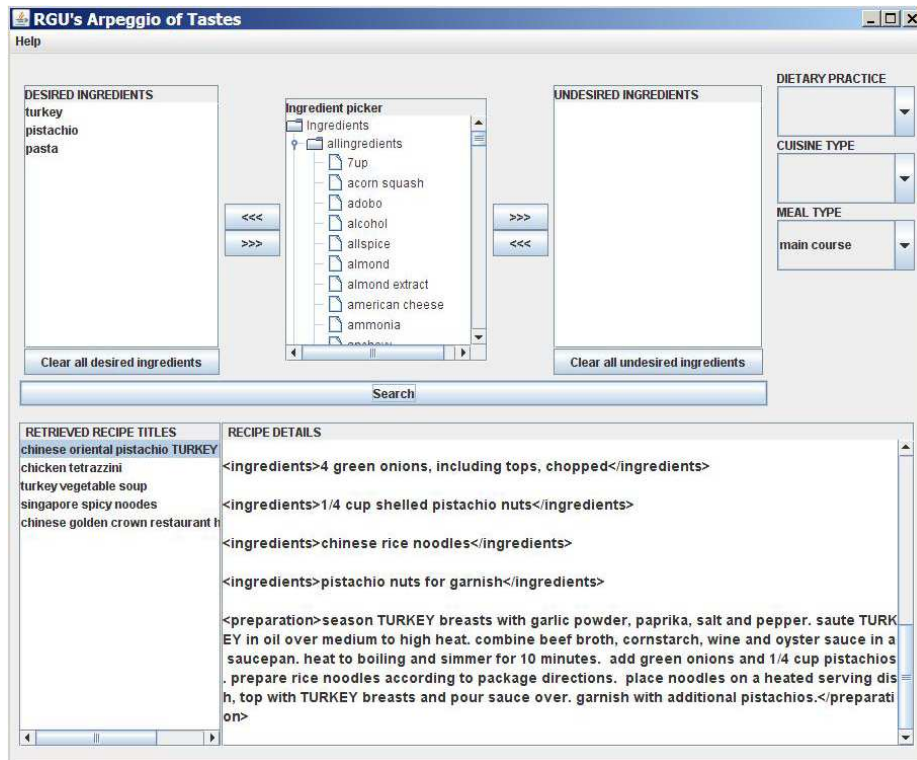 RGU's Arpeggio of Tastes
Help
DESIRED INGREDIENTS
turkey
pistachio
pasta
Clear all desired ingredients
<<<
>>>
Ingredient picker
Ingredients
allingredients
7up
acorn squash
adobo
alcohol
allspice
almond
almond extract
american cheese
ammonia
>>>
<<<
UNDESIRED INGREDIENTS
Clear all undesired ingredients
DIETARY PRACTICE
CUISINE TYPE
MEAL TYPE
main course
Search
RETRIEVED RECIPE TITLES
chinese oriental pistachio TURKEY
chicken tetrazzini
turkey vegetable soup
singapore spicy noodes
chinese golden crown restaurant h
RECIPE DETAILS
<ingredients>4 green onions, including tops, chopped</ingredients>
<ingredients>1/4 cup shelled pistachio nuts</ingredients>
<ingredients>chinese rice noodles</ingredients>
<ingredients>pistachio nuts for garnish</ingredients>
<preparation>season TURKEY breasts with garlic powder, paprika, salt and pepper. saute TURK
EY in oil over medium to high heat. combine beef broth, cornstarch, wine and oyster sauce in a
saucepan. heat to boiling and simmer for 10 minutes.  add green onions and 1/4 cup pistachios
. prepare rice noodles according to package directions.  place noodles on a heated serving dis
h, top with TURKEY breasts and pour sauce over. garnish with additional pistachios.</preparati
on>